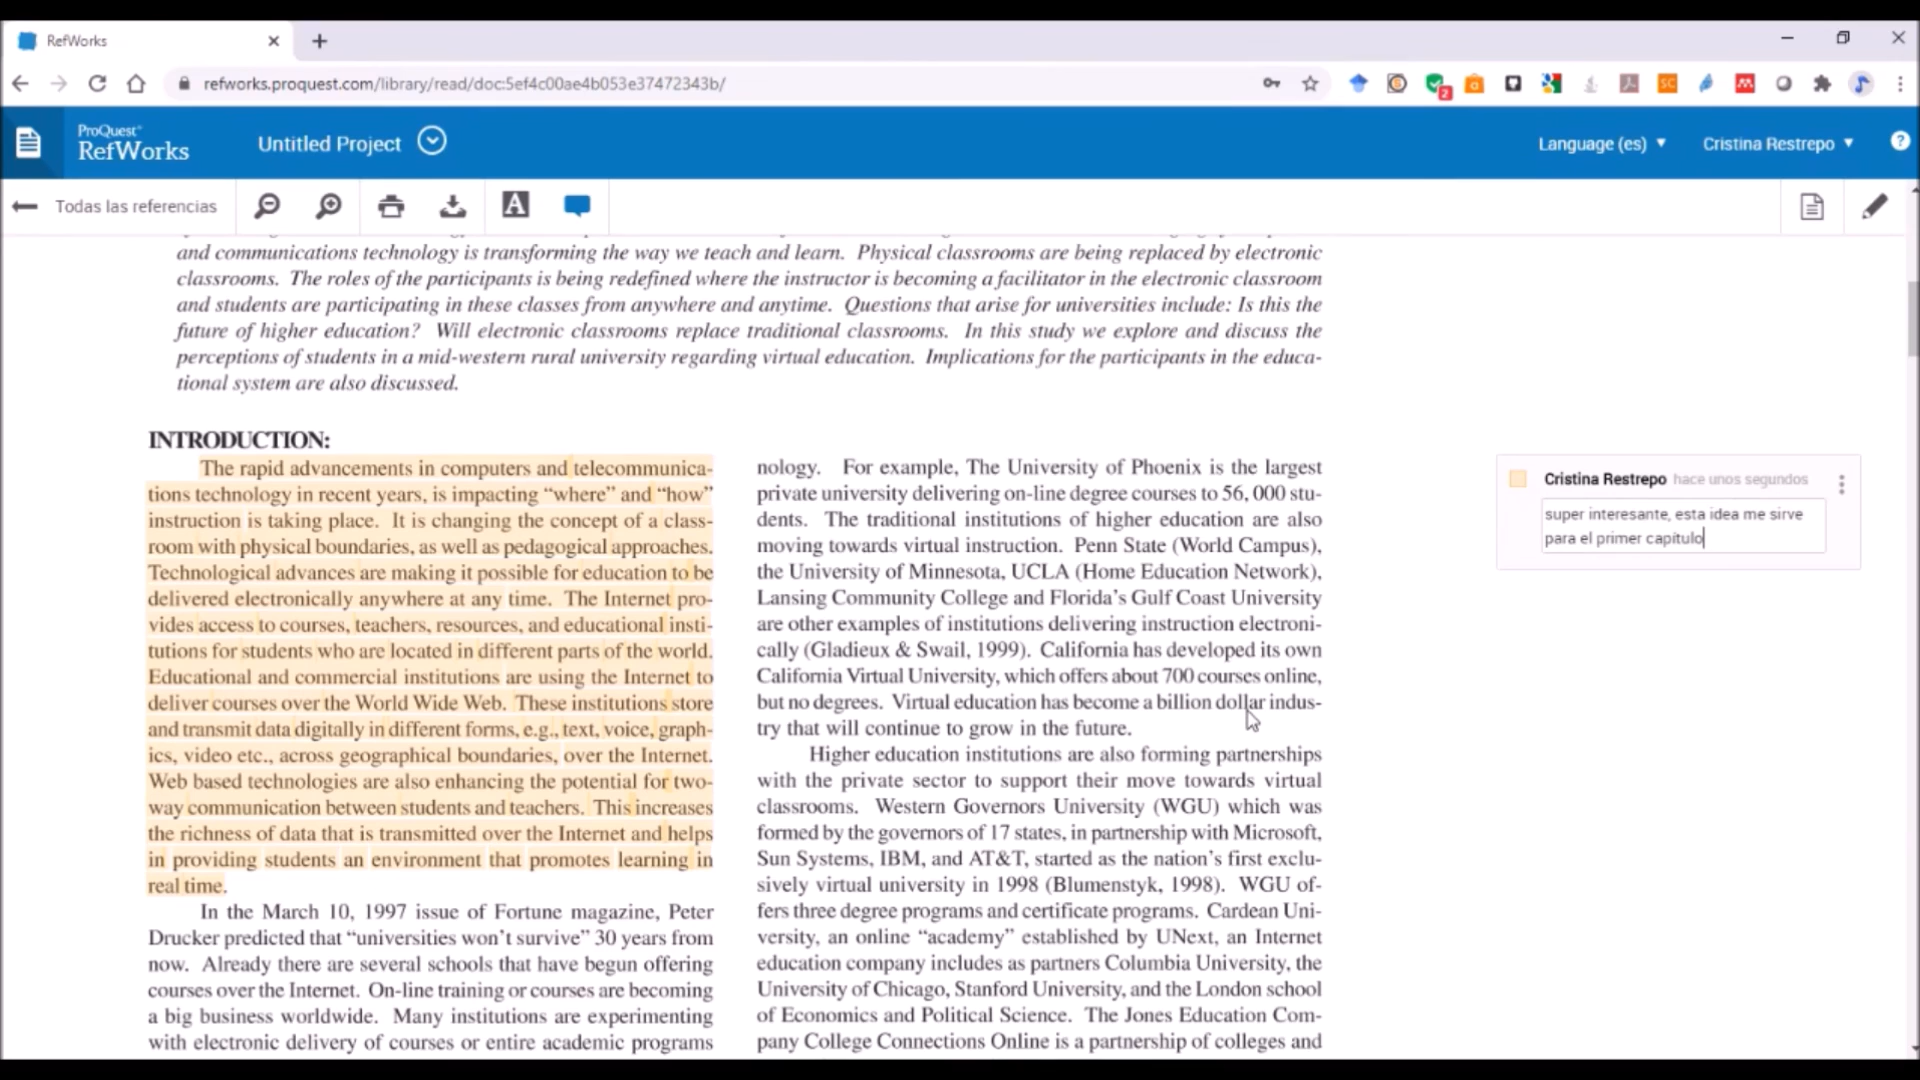 RefWorks
refworks.proquest.com/library/read/doc:5ef4c00ae4b053e37472343b/
2
ProQuest
RefWorks
Untitled Project
Language (es)
Cristina Restrepo
?
Todas las referencias
A
and communications technology is transforming the way we teach and learn. Physical classrooms are being replaced by electronic
classrooms. The roles of the participants is being redefined where the instructor is becoming a facilitator in the electronic classroom
and students are participating in these classes from anywhere and anytime. Questions that arise for universities include: Is this the
future of higher education? Will electronic classrooms replace traditional classrooms. In this study we explore and discuss the
perceptions of students in a mid-western rural university regarding virtual education. Implications for the participants in the educa-
tional system are also discussed.
INTRODUCTION:
The rapid advancements in computers and telecommunica-
tions technology in recent years, is impacting “where” and “how”
instruction is taking place. It is changing the concept of a class-
room with physical boundaries, as well as pedagogical approaches.
Technological advances are making it possible for education to be
delivered electronically anywhere at any time. The Internet pro-
vides access to courses, teachers, resources, and educational insti-
tutions for students who are located in different parts of the world.
Educational and commercial institutions are using the Internet to
deliver courses over the World Wide Web. These institutions store
and transmit data digitally in different forms, e.g., text, voice, graph-
ics, video etc., across geographical boundaries, over the Internet.
Web based technologies are also enhancing the potential for two-
way communication between students and teachers. This increases
the richness of data that is transmitted over the Internet and helps
in providing students an environment that promotes learning in
real time.
In the March 10, 1997 issue of Fortune magazine, Peter
Drucker predicted that “universities won’t survive” 30 years from
now. Already there are several schools that have begun offering
courses over the Internet. On-line training or courses are becoming
a big business worldwide. Many institutions are experimenting
with electronic delivery of courses or entire academic programs
nology. For example, The University of Phoenix is the largest
private university delivering on-line degree courses to 56, 000 stu-
dents. The traditional institutions of higher education are also
moving towards virtual instruction. Penn State (World Campus),
the University of Minnesota, UCLA (Home Education Network),
Lansing Community College and Florida’s Gulf Coast University
are other examples of institutions delivering instruction electroni-
cally (Gladieux & Swail, 1999). California has developed its own
California Virtual University, which offers about 700 courses online,
but no degrees. Virtual education has become a billion dollar indus-
try that will continue to grow in the future.
Higher education institutions are also forming partnerships
with the private sector to support their move towards virtual
classrooms. Western Governors University (WGU) which was
formed by the governors of 17 states, in partnership with Microsoft,
Sun Systems, IBM, and AT&T, started as the nation’s first exclu-
sively virtual university in 1998 (Blumenstyk, 1998). WGU of-
fers three degree programs and certificate programs. Cardean Uni-
versity, an online “academy” established by UNext, an Internet
education company includes as partners Columbia University, the
University of Chicago, Stanford University, and the London school
of Economics and Political Science. The Jones Education Com-
pany College Connections Online is a partnership of colleges and
Cristina Restrepo hace unos segundos
super interesante, esta idea me sirve
para el primer capítulo